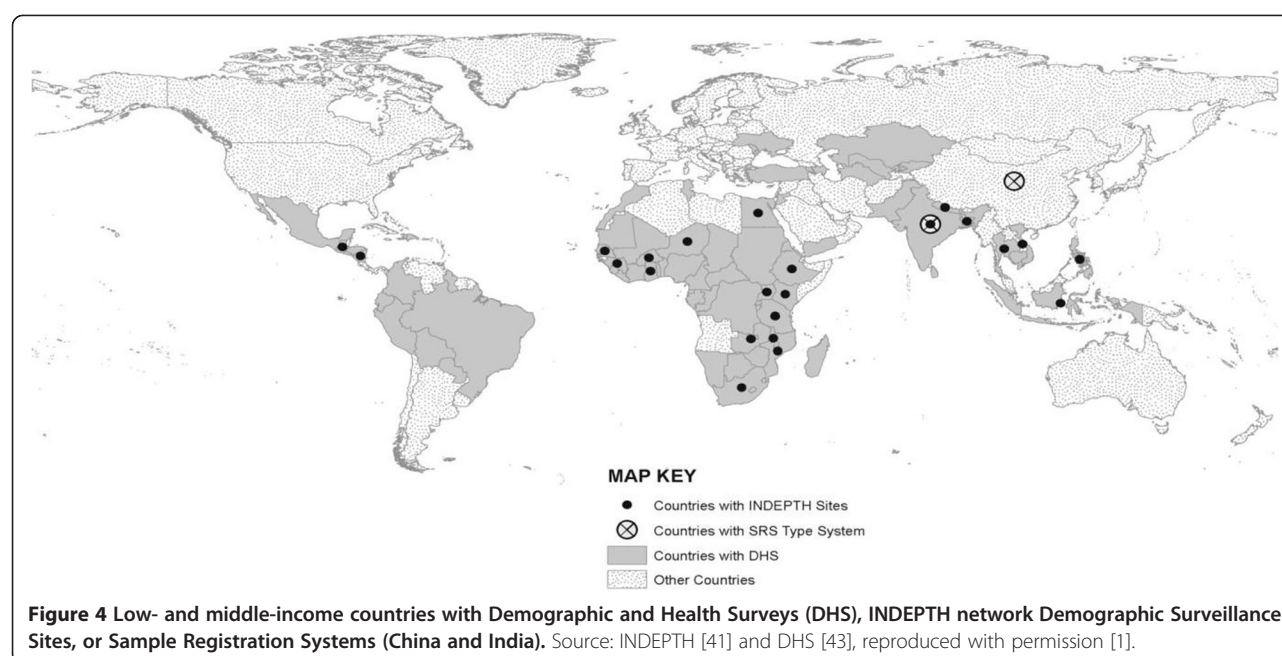 MAP KEY
Countries with INDEPTH Sites
Countries with SRS Type System
Countries with DHS
Other Countries
Figure 4 Low- and middle-income countries with Demographic and Health Surveys (DHS), INDEPTH network Demographic Surveillance
Sites, or Sample Registration Systems (China and India). Source: INDEPTH [41] and DHS [43], reproduced with permission [1].